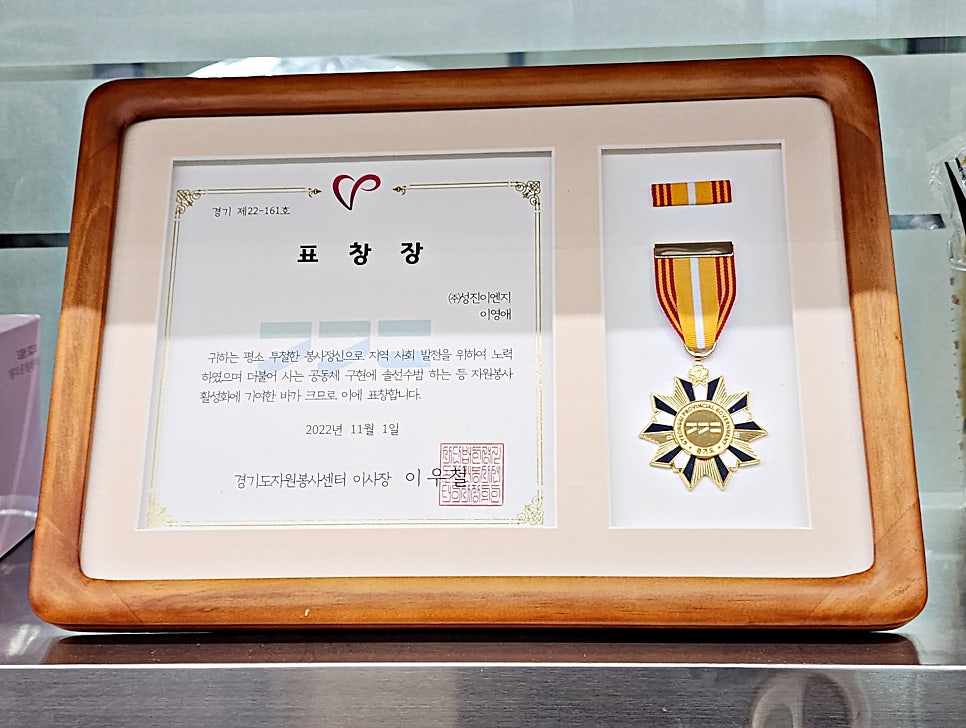 경기 제22-161호
표 창 장
㈜성진이엔지
이영애
귀하는 평소 투철한 봉사정신으로 지역 사회 발전을 위하여 노력
하였으며 더불어 사는 공동체 구현에 솔선수범 하는 등 자원봉사
활성화에 기여한 바가 크므로 이에 표창합니다.
2022년 11월 1일
경기도자원봉사센터 이사장 이우철
GYEONGGI PROVINCIAL GOVERNMENT
경기도